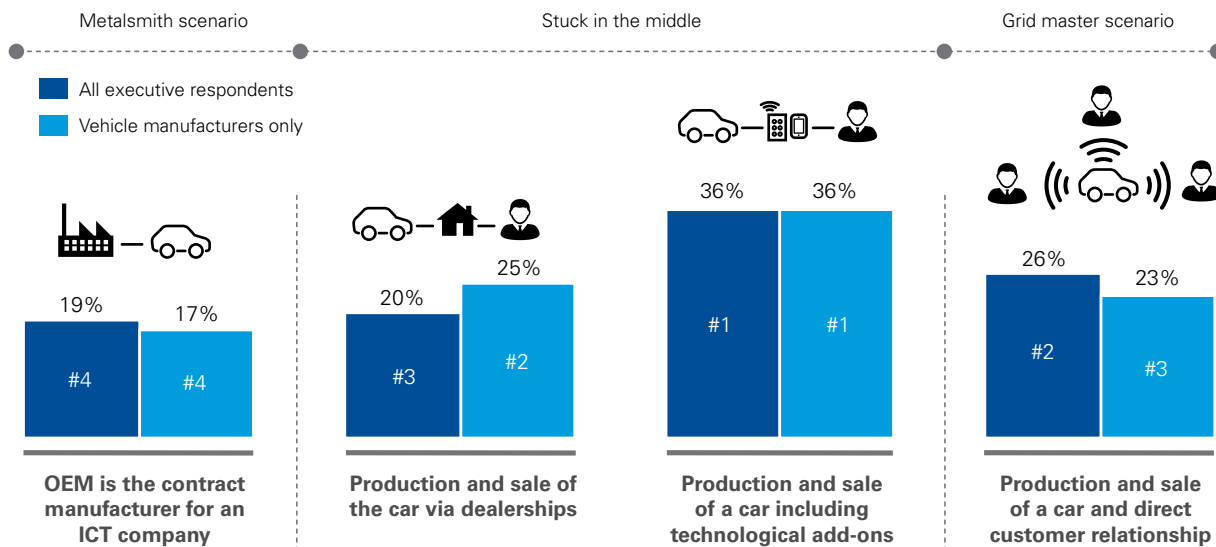 Metalsmith scenario
Stuck in the middle
Grid master scenario
All executive respondents
Vehicle manufacturers only
19%
17%
#4
#4
OEM is the contract
manufacturer for an
ICT company
20%
25%
#3
#2
Production and sale of
the car via dealerships
36%
36%
#1
#1
Production and sale
of a car including
technological add-ons
26%
23%
#2
#3
Production and sale
of a car and direct
customer relationship